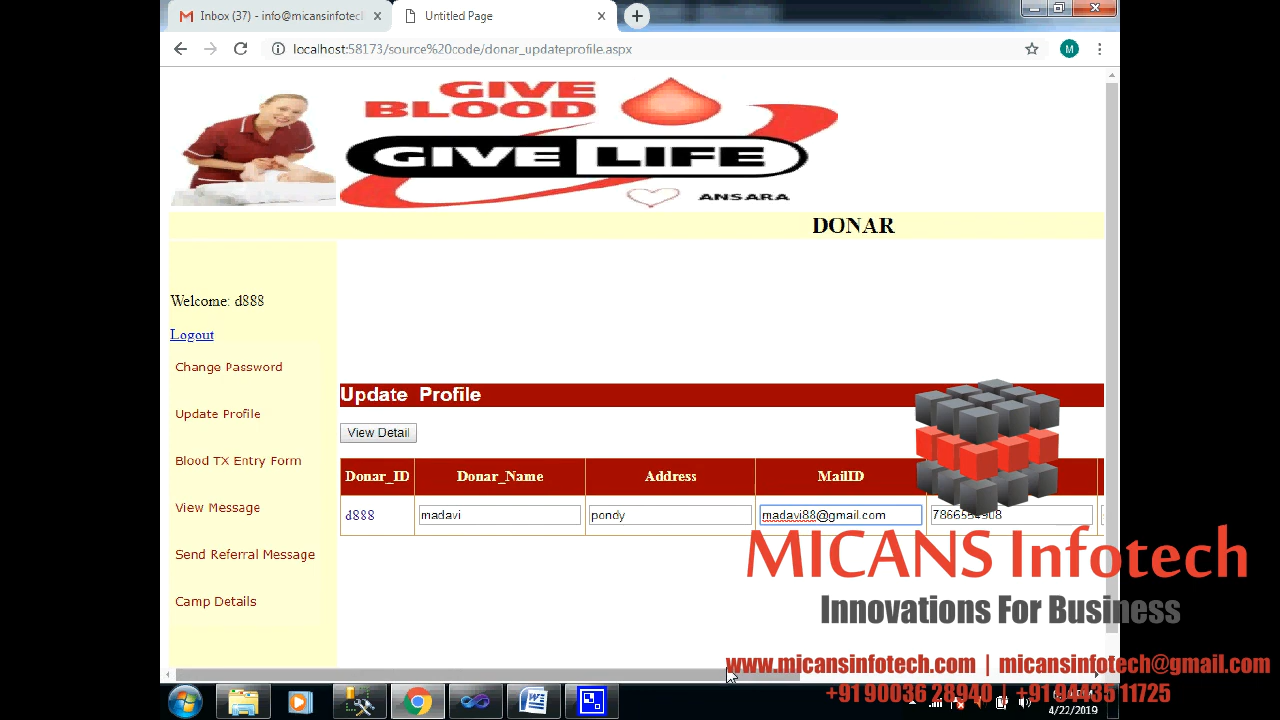 Inbox (37) - info@micansinfotec
Untitled Page
localhost:58173/source%20code/donar_updateprofile.aspx
M
GIVE
BLOOD
GIVE LIFE
ANSARA
DONAR
Welcome: d888
Logout
Change Password
Update Profile
Blood TX Entry Form
View Message
Send Referral Message
Camp Details
Update Profile
View Detail
Donar_ID Donar_Name Address MailID
d888 madavi pondy madavi88@gmail.com
MICANS Infotech
Innovations For Business
www.micansinfotech.com | micansinfotech@gmail.com
+91 90036 28940 | +91 94435 11725
4/22/2019